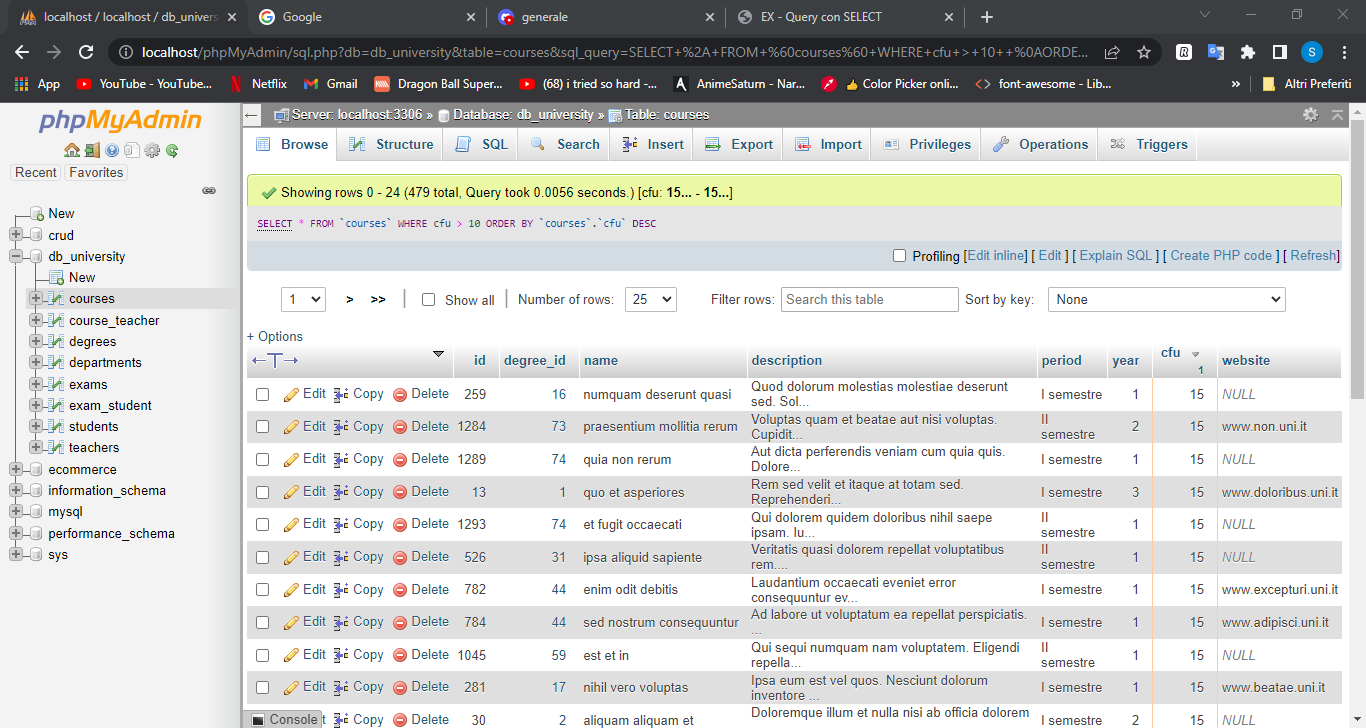 localhost / localhost / db_univers
Google
generale
EX - Query con SELECT
localhost/phpMyAdmin/sql.php?db=db_university&table=courses&sql_query=SELECT+%2A+FROM+%60courses%60+WHERE+cfu+>+10++%0AORDE...
App
YouTube - YouTube...
Netflix
Gmail
Dragon Ball Super...
(68) i tried so hard -...
AnimeSaturn - Nar...
👍 Color Picker onli...
font-awesome - Lib...
»
Altri Preferiti
phpMyAdmin
Recent Favorites
New
crud
db_university
New
courses
course_teacher
degrees
departments
exams
exam_student
students
teachers
ecommerce
information_schema
mysql
performance_schema
sys
Server: localhost:3306 » Database: db_university » Table: courses
Browse Structure SQL Search Insert Export Import Privileges Operations Triggers
Showing rows 0 - 24 (479 total, Query took 0.0056 seconds.) [cfu: 15... - 15...]
SELECT * FROM `courses` WHERE cfu > 10 ORDER BY `courses`.`cfu` DESC
Profiling [Edit inline] [ Edit ] [ Explain SQL ] [ Create PHP code ] [ Refresh]
1 > >> | Show all | Number of rows: 25 Filter rows: Search this table Sort by key: None
+ Options
←T→ id degree_id name description period year cfu 1 website
Edit Copy Delete 259 16 numquam deserunt quasi Quod dolorum molestias molestiae deserunt sed. Sol... I semestre 1 15 NULL
Edit Copy Delete 1284 73 praesentium mollitia rerum Voluptas quam et beatae aut nisi voluptas. Cupidit... II semestre 2 15 www.non.uni.it
Edit Copy Delete 1289 74 quia non rerum Aut dicta perferendis veniam cum quia quis. Dolore... I semestre 1 15 NULL
Edit Copy Delete 13 1 quo et asperiores Rem sed velit et itaque at totam sed. Reprehenderi... I semestre 3 15 www.doloribus.uni.it
Edit Copy Delete 1293 74 et fugit occaecati Qui dolorem quidem doloribus nihil saepe ipsam. Iu... II semestre 1 15 NULL
Edit Copy Delete 526 31 ipsa aliquid sapiente Veritatis quasi dolorem repellat voluptatibus rem.... II semestre 1 15 NULL
Edit Copy Delete 782 44 enim odit debitis Laudantium occaecati eveniet error consequuntur ev... I semestre 1 15 www.excepturi.uni.it
Edit Copy Delete 784 44 sed nostrum consequuntur Ad labore ut voluptatum ea repellat perspiciatis. ... I semestre 1 15 www.adipisci.uni.it
Edit Copy Delete 1045 59 est et in Qui sequi numquam nam voluptatem. Eligendi repella... II semestre 1 15 NULL
Edit Copy Delete 281 17 nihil vero voluptas Ipsa eum est vel quos. Nesciunt dolorum inventore ... I semestre 1 15 www.beatae.uni.it
Copy Delete 30 2 aliquam aliquam et Doloremque illum et nulla nisi ab officia dolorem I semestre 2 15 NULL
Console